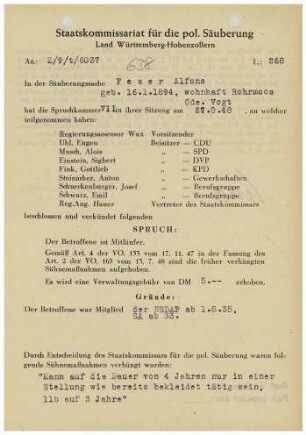 Staatskommissariat für die pol. Säuberung
Land Württemberg-Hohenzollern
Az.: Z/9/t/6037
638
L.: 868
In der Säuberungssache F e s e r Alfons
geb. 16.1.1894, wohnhaft Rohrmoos
Gde. Vogt
hat die Spruchkammer VII in ihrer Sitzung am 27.8.48 , an welcher
teilgenommen haben:
Regierungsassessor Wax Vorsitzender
Uhl, Eugen Beisitzer — CDU
Musch, Alois „ — SPD
Einstein, Sigbert „ — DVP
Fink, Gottlieb „ — KPD
Steinacher, Anton „ — Gewerkschaften
Schneckenburger, Josef „ — Berufsgruppe
Schwarz, Emil „ — Berufsgruppe
Reg.Ang. Hauer Vertreter des Staatskommissars
beschlossen und verkündet folgenden
SPRUCH:
Der Betroffene ist Mitläufer.
Gemäß Art. 4 der VO. 133 vom 17. 11. 47 in der Fassung des
Art. 2 der VO. 165 vom 13. 7. 48 sind die früher verhängten
Sühnemaßnahmen aufgehoben.
Es wird eine Verwaltungsgebühr von DM 5.-- erhoben.
Gründe:
Der Betroffene war Mitglied der NSDAP ab 1.5.35,
SA ab 33.
Durch Entscheidung des Staatskommissars für die pol. Säuberung waren fol-
gende Sühnemaßnahmen verhängt worden:
"Kann auf die Dauer von 4 Jahren nur in einer
Stellung wie bereits bekleidet tätig sein,
11b auf 3 Jahre"